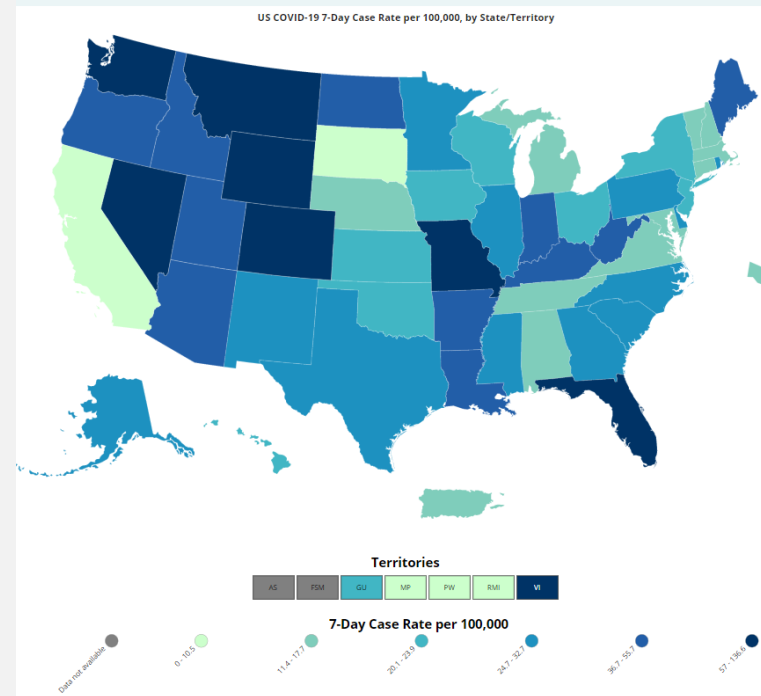 US COVID-19 7-Day Case Rate per 100,000, by State/Territory
Territories
AS FSM GU MP PW RMI VI
7-Day Case Rate per 100,000
Data not available
0 - 10.5
11.4 - 17.7
20.1 - 23.9
24.7 - 32.7
36.7 - 55.7
57 - 136.6